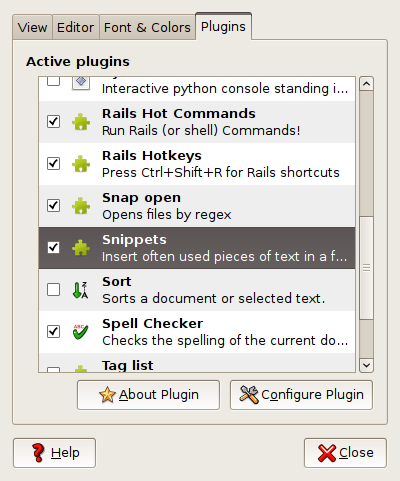 View Editor Font & Colors Plugins
Active plugins
Interactive python console standing i...
Rails Hot Commands
Run Rails (or shell) Commands!
Rails Hotkeys
Press Ctrl+Shift+R for Rails shortcuts
Snap open
Opens files by regex
Snippets
Insert often used pieces of text in a f...
Sort
Sorts a document or selected text.
ABC
Spell Checker
Checks the spelling of the current do...
Tag list
About Plugin Configure Plugin
Help Close